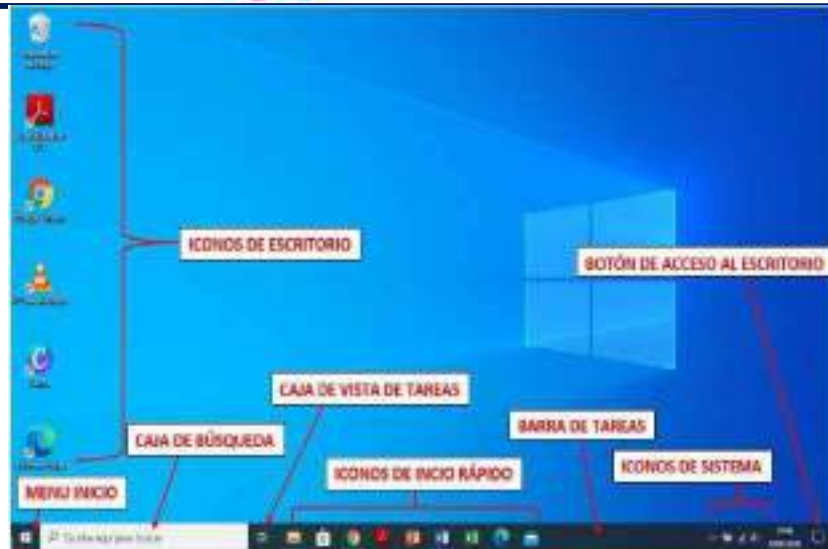 ICONOS DE ESCRITORIO
BOTÓN DE ACCESO AL ESCRITORIO
CAJA DE VISTA DE TAREAS
CAJA DE BÚSQUEDA
BARRA DE TAREAS
ICONOS DE INCIO RÁPIDO
ICONOS DE SISTEMA
MENU INICIO